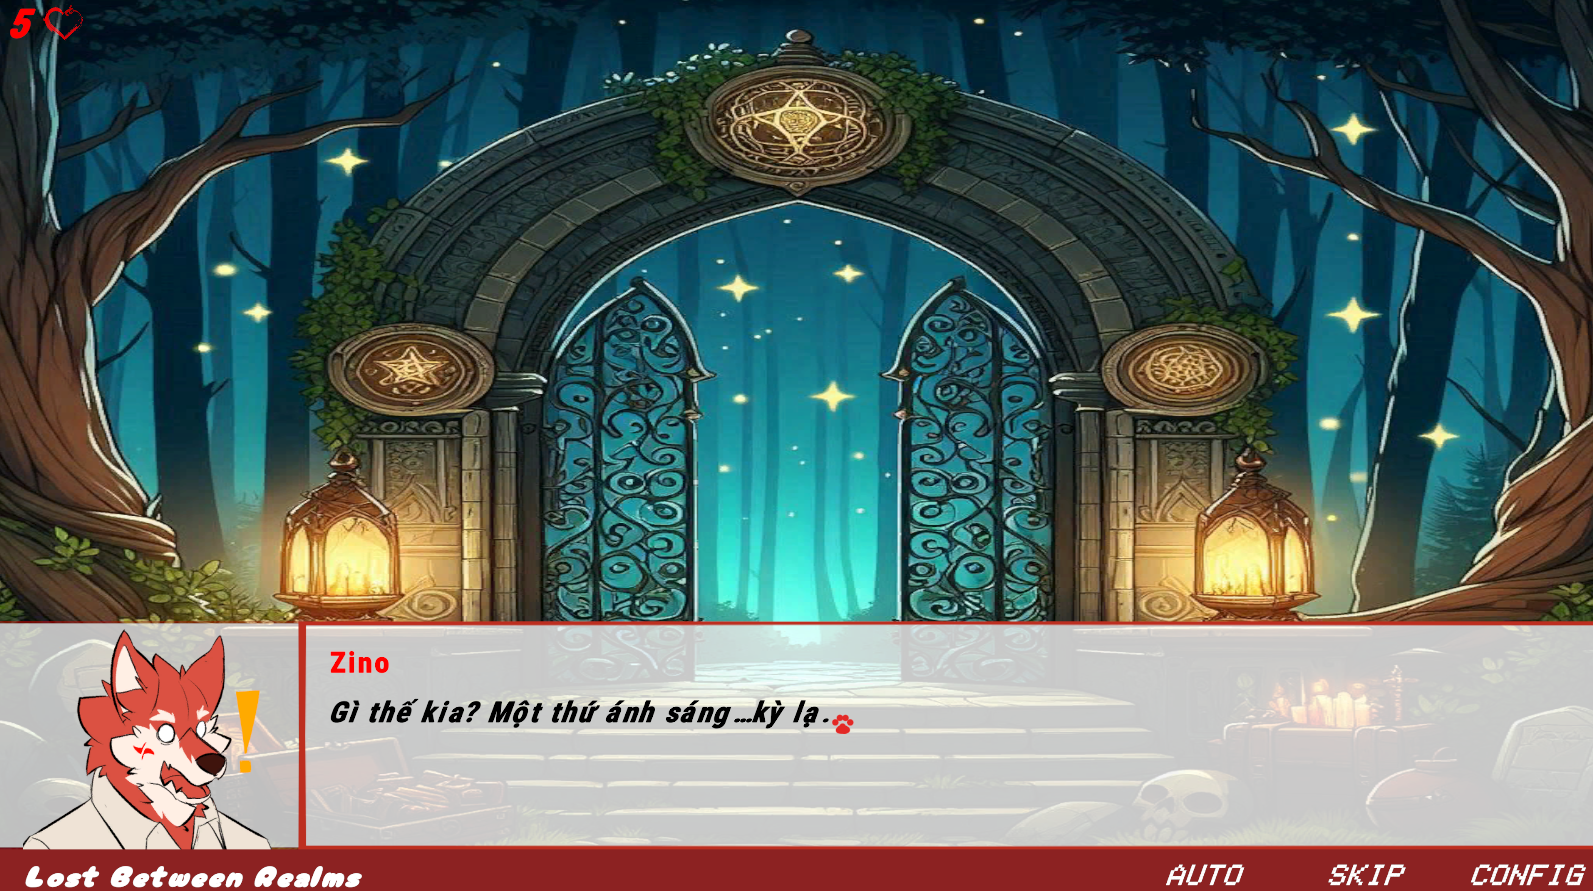 5
Zino
Gì thế kia? Một thứ ánh sáng...kỳ lạ.
Lost Between Realms
AUTO
SKIP
CONFIG